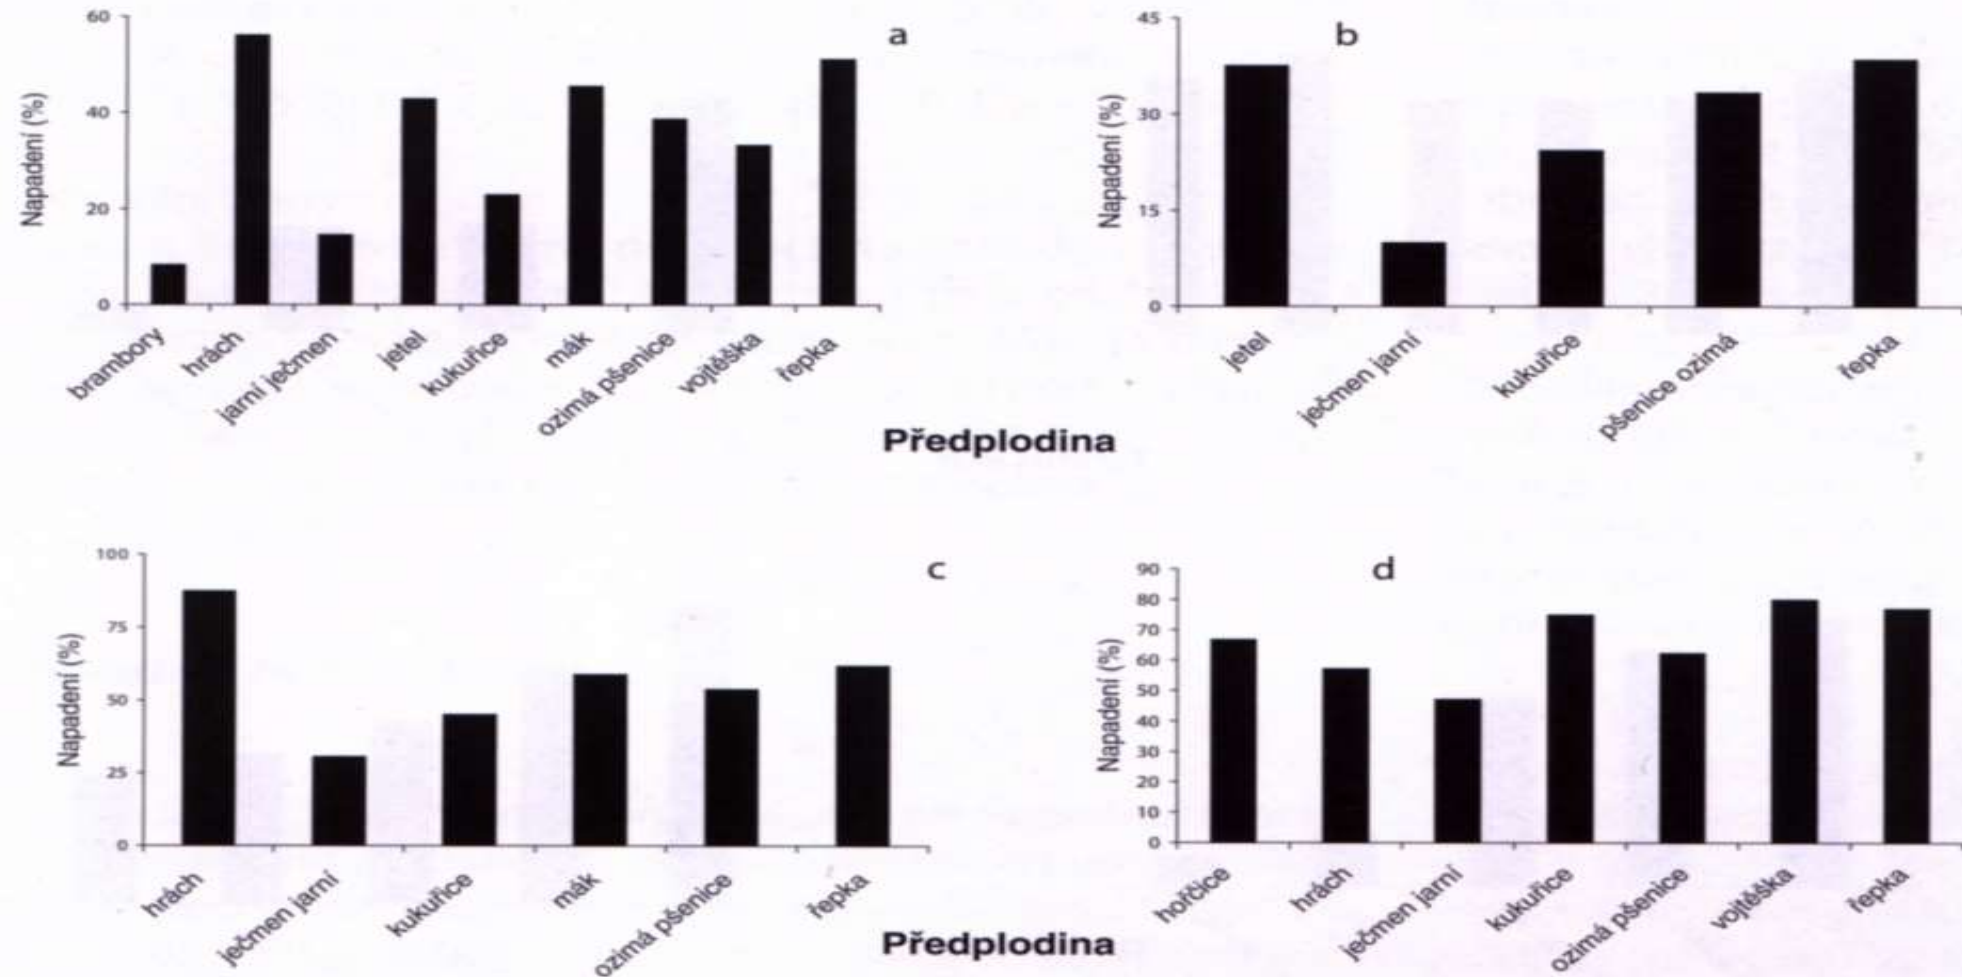 a
Napadení (%)
60
40
20
0
brambory
hrách
jarní ječmen
jetel
kukuřice
mák
ozimá pšenice
vojtěška
řepka
b
Napadení (%)
45
30
15
0
jetel
ječmen jarní
kukuřice
pšenice ozimá
řepka
Předplodina
c
Napadení (%)
100
75
50
25
0
hrách
ječmen jarní
kukuřice
mák
ozimá pšenice
řepka
d
Napadení (%)
90
80
70
60
50
40
30
20
10
0
hořčice
hrách
ječmen jarní
kukuřice
ozimá pšenice
vojtěška
řepka
Předplodina